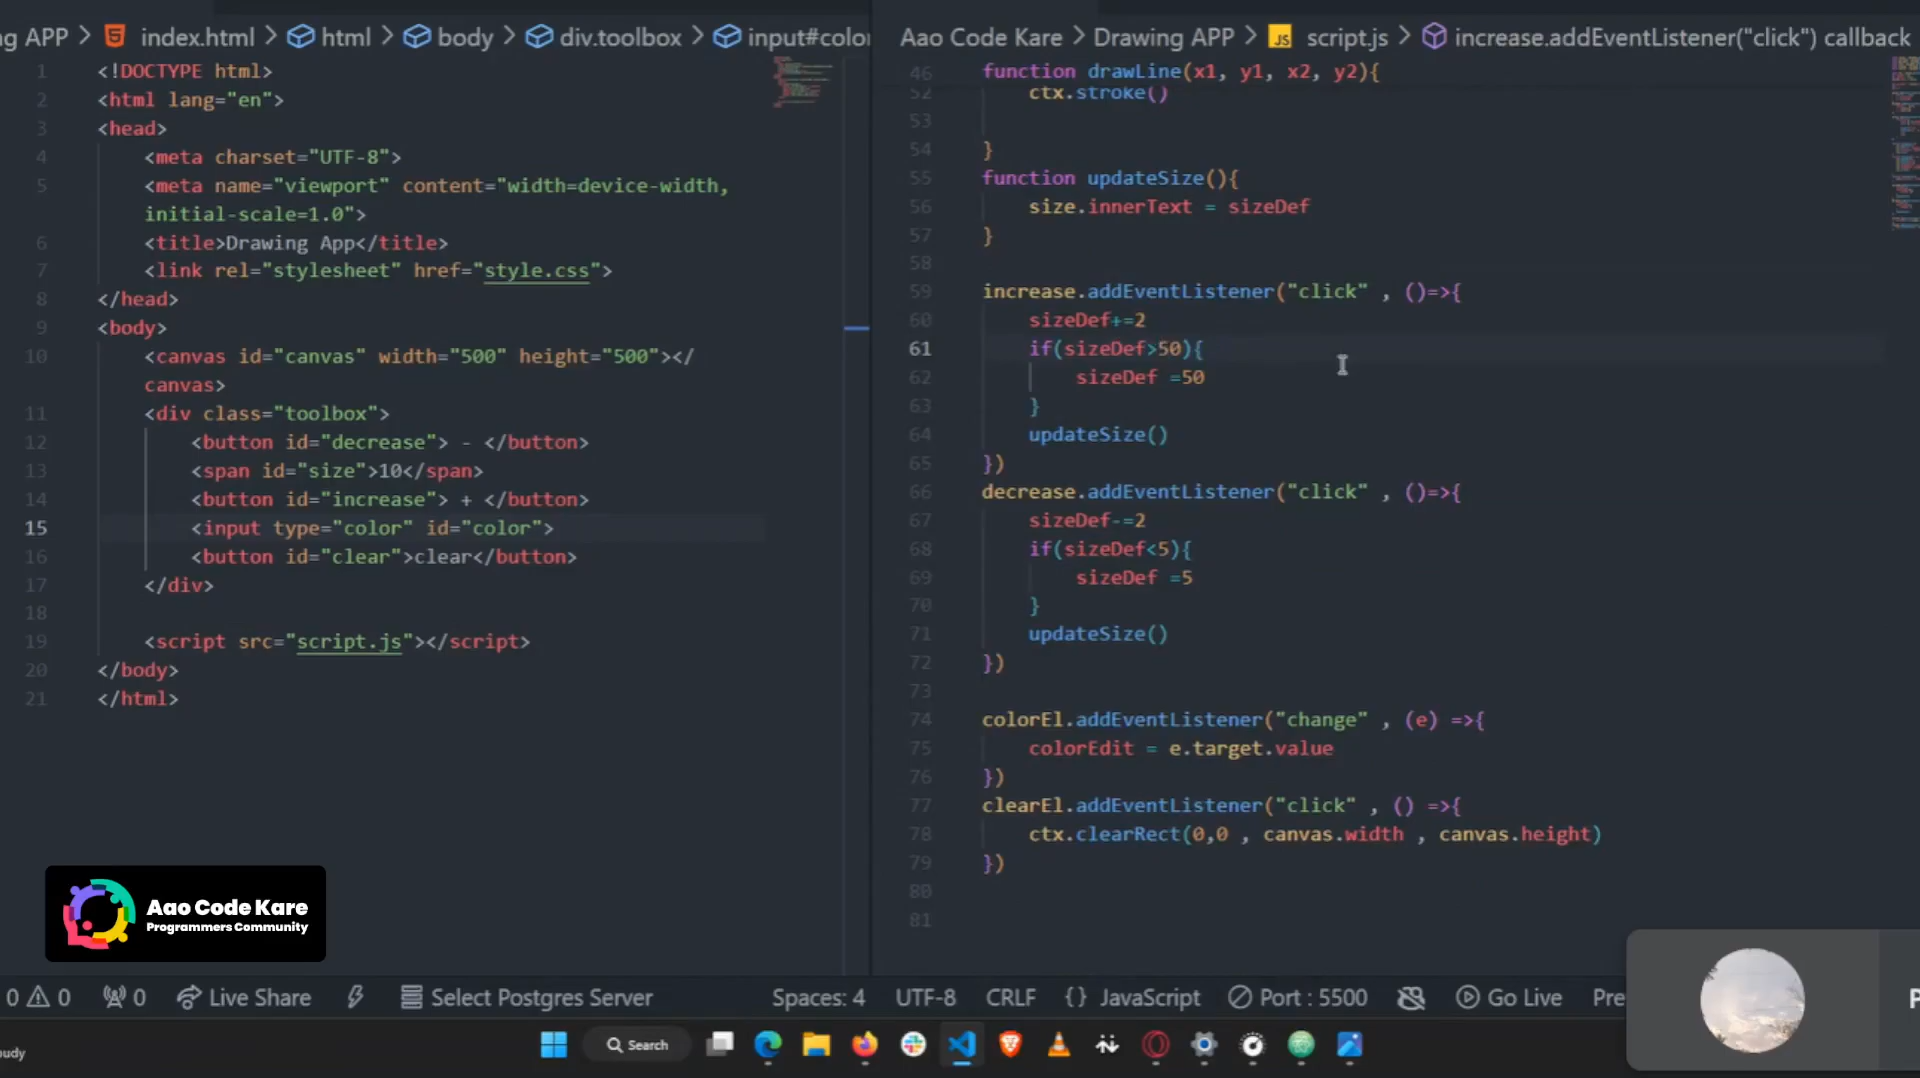 ng APP > index.html > html > body > div.toolbox > input#color
1 <!DOCTYPE html>
2 <html lang="en">
3 <head>
4 <meta charset="UTF-8">
5 <meta name="viewport" content="width=device-width,
initial-scale=1.0">
6 <title>Drawing App</title>
7 <link rel="stylesheet" href="style.css">
8 </head>
9 <body>
10 <canvas id="canvas" width="500" height="500"></
canvas>
11 <div class="toolbox">
12 <button id="decrease"> - </button>
13 <span id="size">10</span>
14 <button id="increase"> + </button>
15 <input type="color" id="color">
16 <button id="clear">clear</button>
17 </div>
18
19 <script src="script.js"></script>
20 </body>
21 </html>
Aao Code Kare > Drawing APP > JS script.js > increase.addEventListener("click") callback
46 function drawLine(x1, y1, x2, y2){
52 ctx.stroke()
53
54 }
55 function updateSize(){
56 size.innerText = sizeDef
57 }
58
59 increase.addEventListener("click" , ()=>{
60 sizeDef+=2
61 if(sizeDef>50){
62 sizeDef =50
63 }
64 updateSize()
65 })
66 decrease.addEventListener("click" , ()=>{
67 sizeDef-=2
68 if(sizeDef<5){
69 sizeDef =5
70 }
71 updateSize()
72 })
73
74 colorEl.addEventListener("change" , (e) =>{
75 colorEdit = e.target.value
76 })
77 clearEl.addEventListener("click" , () =>{
78 ctx.clearRect(0,0 , canvas.width , canvas.height)
79 })
80
81
Aao Code Kare
Programmers Community
0 0 0 Live Share Select Postgres Server Spaces: 4 UTF-8 CRLF {} JavaScript Port : 5500 Go Live Pre
P
oudy Search